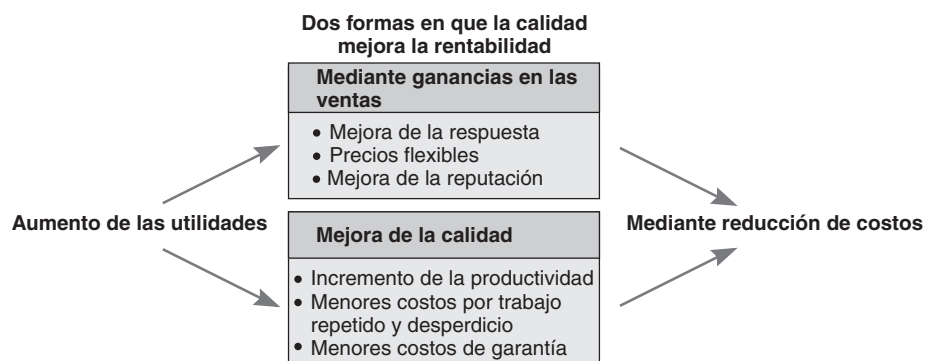 Dos formas en que la calidad
mejora la rentabilidad
Mediante ganancias en las
ventas
• Mejora de la respuesta
• Precios flexibles
• Mejora de la reputación
Aumento de las utilidades
Mejora de la calidad
• Incremento de la productividad
• Menores costos por trabajo
repetido y desperdicio
• Menores costos de garantía
Mediante reducción de costos